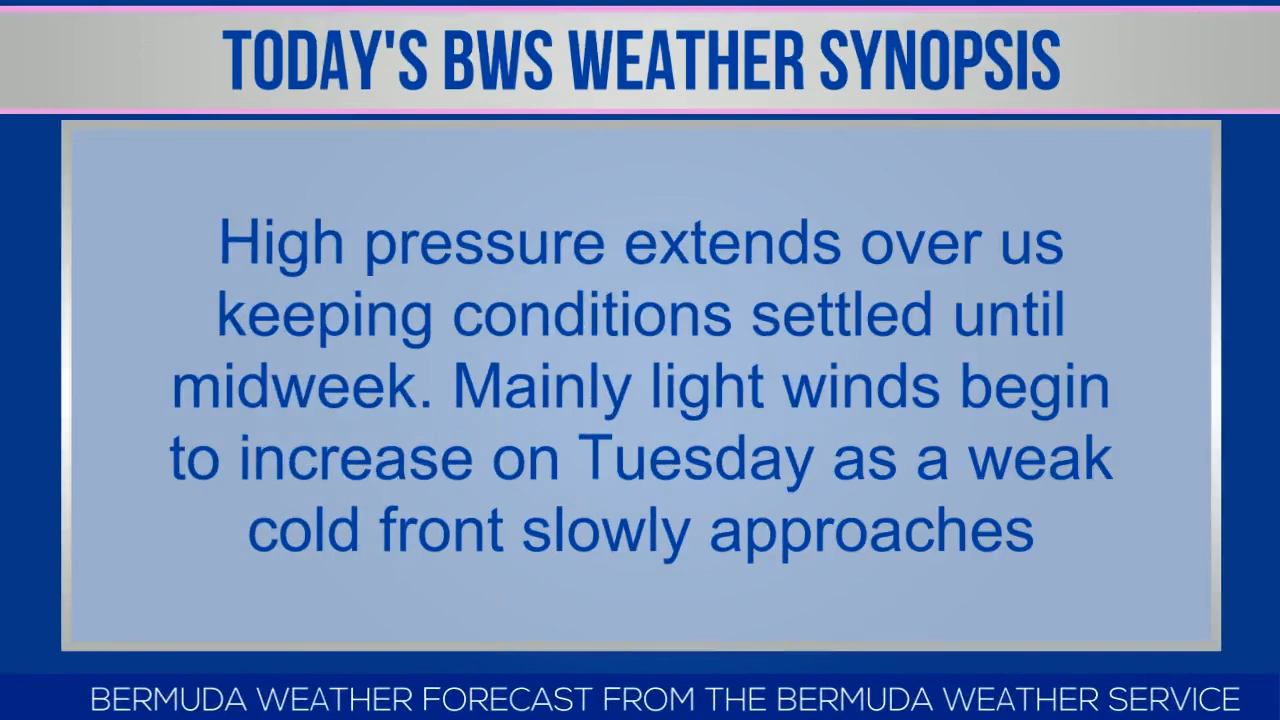 TODAY'S BWS WEATHER SYNOPSIS
High pressure extends over us
keeping conditions settled until
midweek. Mainly light winds begin
to increase on Tuesday as a weak
cold front slowly approaches
BERMUDA WEATHER FORECAST FROM THE BERMUDA WEATHER SERVICE